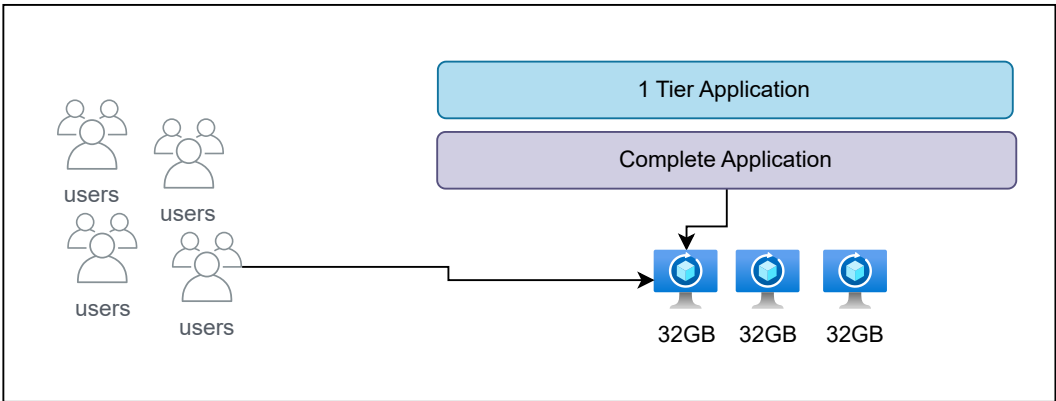 1 Tier Application
Complete Application
users
users
users
users
32GB
32GB
32GB